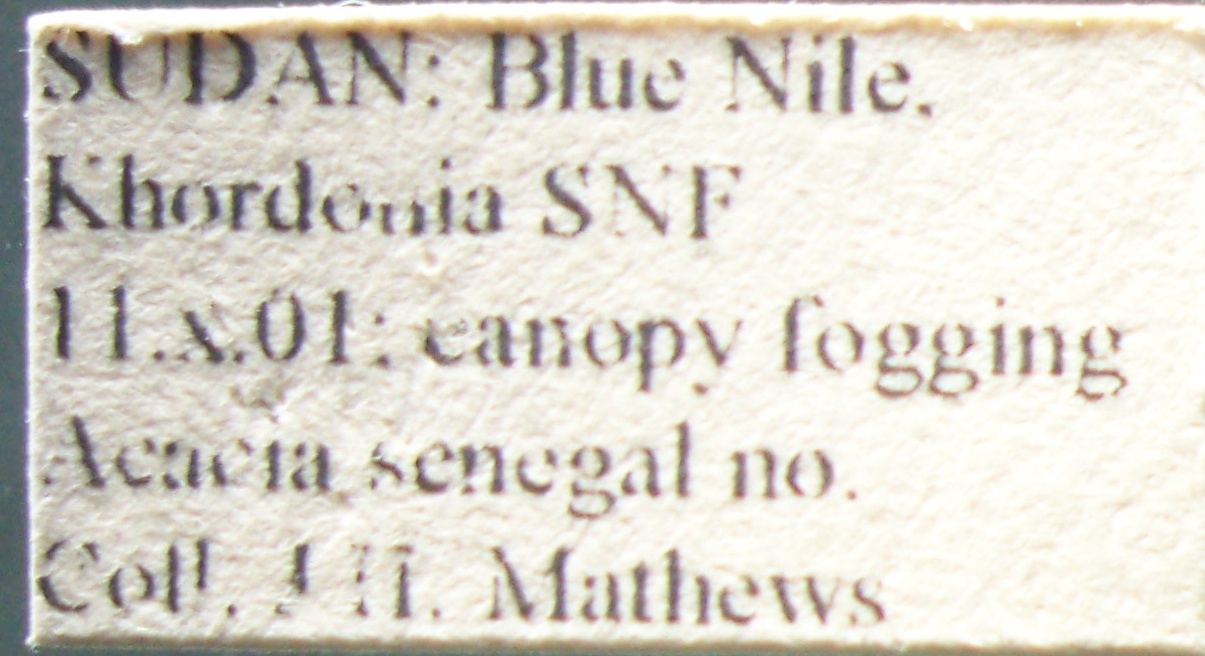 SUDAN: Blue Nile,
Khordonia SNF
11.x.01: canopy fogging
Acacia senegal no.
Coll. J H. Mathews